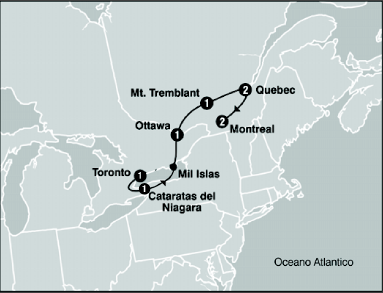 Mt. Tremblant
1
2
Quebec
Ottawa
1
2
Montreal
Toronto
1
Mil Islas
1
Cataratas del
Niagara
Oceano Atlantico